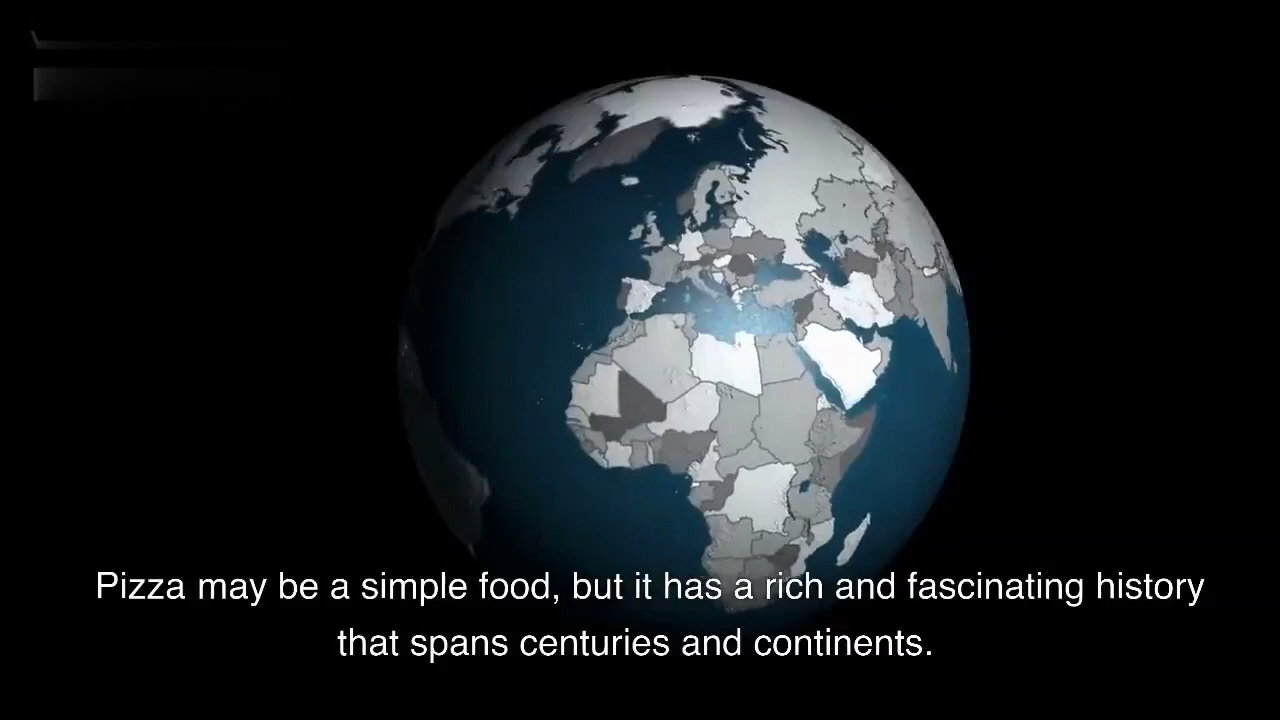 Pizza may be a simple food, but it has a rich and fascinating history
that spans centuries and continents.